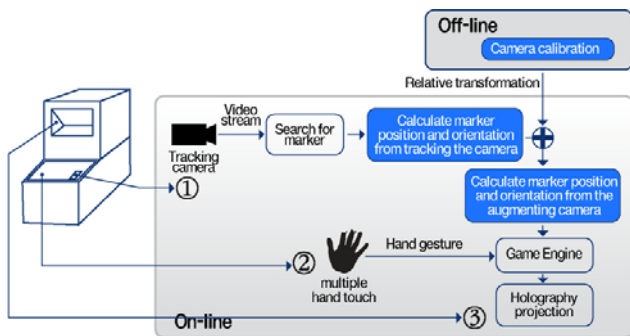 Off-line
Camera calibration
Relative transformation
Video
stream
Search for
marker
Calculate marker
position and orientation
from tracking the camera
Tracking
camera
①
Calculate marker position
and orientation from the
augmenting camera
②
multiple
hand touch
Hand gesture
Game Engine
Holography
projection
③
On-line